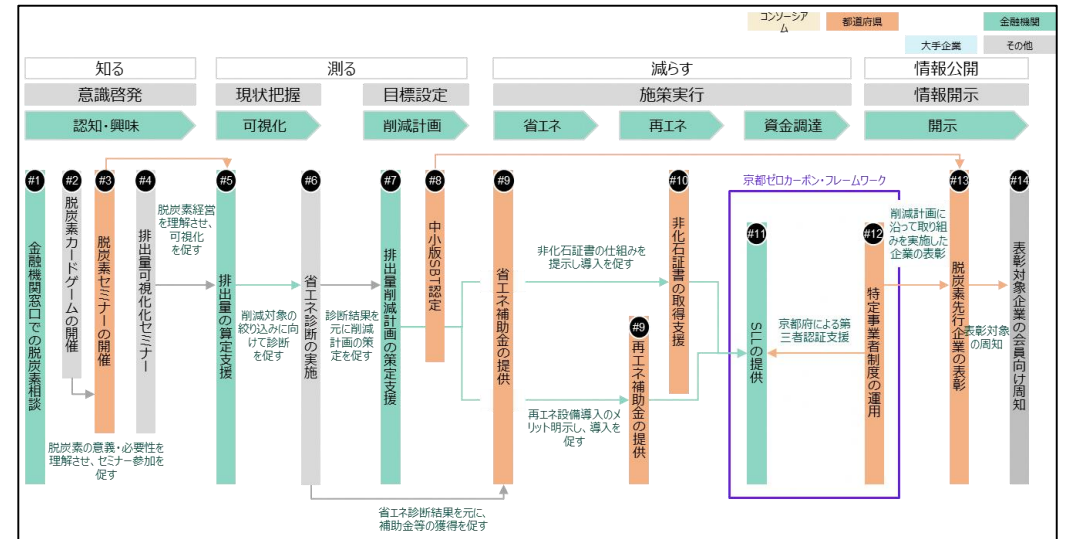 コンソーシア
ム
都道府県
金融機関
大手企業
その他
知る
測る
減らす
情報公開
意識啓発
現状把握
目標設定
施策実行
情報開示
認知・興味
可視化
削減計画
省エネ
再エネ
資金調達
開示
#1
金融機関窓口での脱炭素相談
#2
脱炭素カードゲームの開催
#3
脱炭素セミナーの開催
#4
排出量可視化セミナー
脱炭素の意義・必要性を
理解させ、セミナー参加を
促す
脱炭素経営
を理解させ、
可視化
を促す
#5
排出量の算定支援
削減対象の
絞り込みに向
けて診断
を促す
#6
省エネ診断の実施
診断結果を
元に削減
計画の策
定を促す
#7
排出量削減計画の策定支援
#8
中小版SBT認定
#9
省エネ補助金の提供
省エネ診断結果を元に、
補助金等の獲得を促す
非化石証書の仕組みを
提示し導入を促す
再エネ設備導入のメ
リット明示し、導入を
促す
#9
再エネ補助金の提供
#10
非化石証書の取得支援
京都ゼロカーボン・フレームワーク
#11
SLLの提供
京都府による第
三者認証支援
#12
特定事業者制度の運用
削減計画に
沿って取り組
みを実施した
企業の表彰
#13
脱炭素先行企業の表彰
表彰対象
の周知
#14
表彰対象企業の会員向け周知